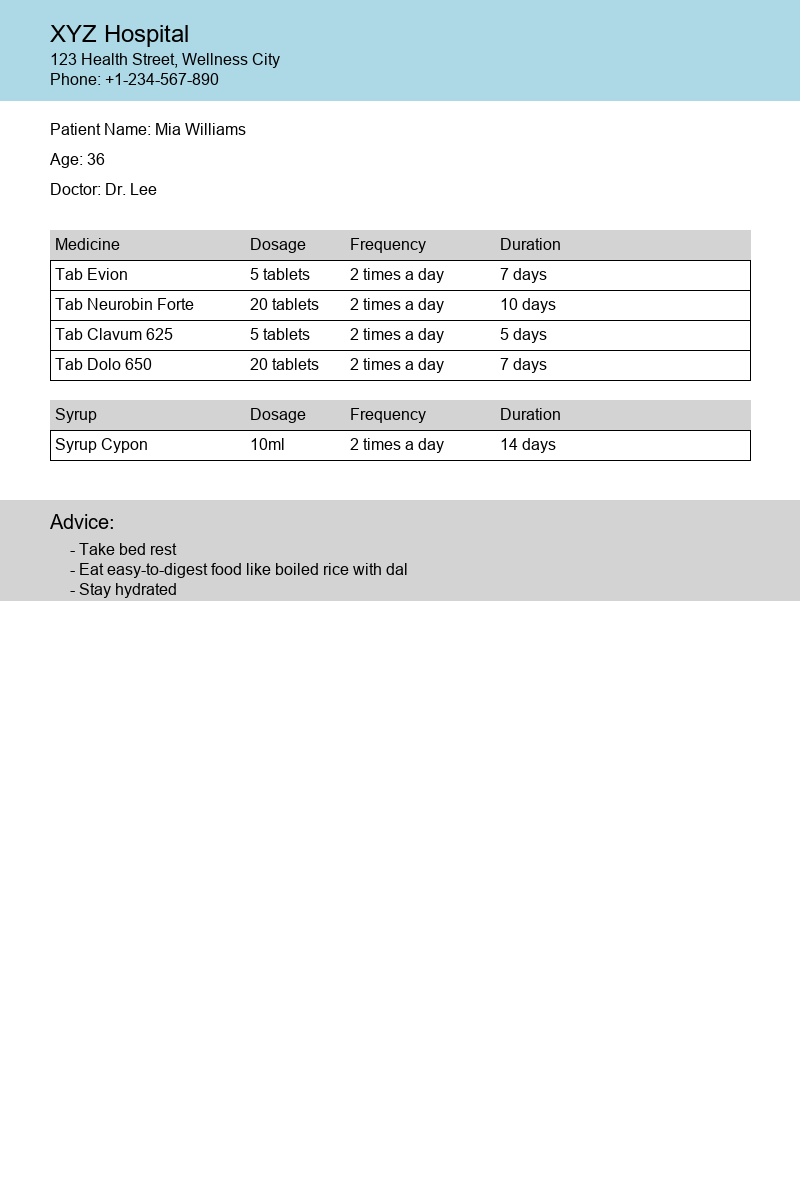 XYZ Hospital
123 Health Street, Wellness City
Phone: +1-234-567-890
Patient Name: Mia Williams
Age: 36
Doctor: Dr. Lee
Medicine Dosage Frequency Duration
Tab Evion 5 tablets 2 times a day 7 days
Tab Neurobin Forte 20 tablets 2 times a day 10 days
Tab Clavum 625 5 tablets 2 times a day 5 days
Tab Dolo 650 20 tablets 2 times a day 7 days
Syrup Dosage Frequency Duration
Syrup Cypon 10ml 2 times a day 14 days
Advice:
- Take bed rest
- Eat easy-to-digest food like boiled rice with dal
- Stay hydrated